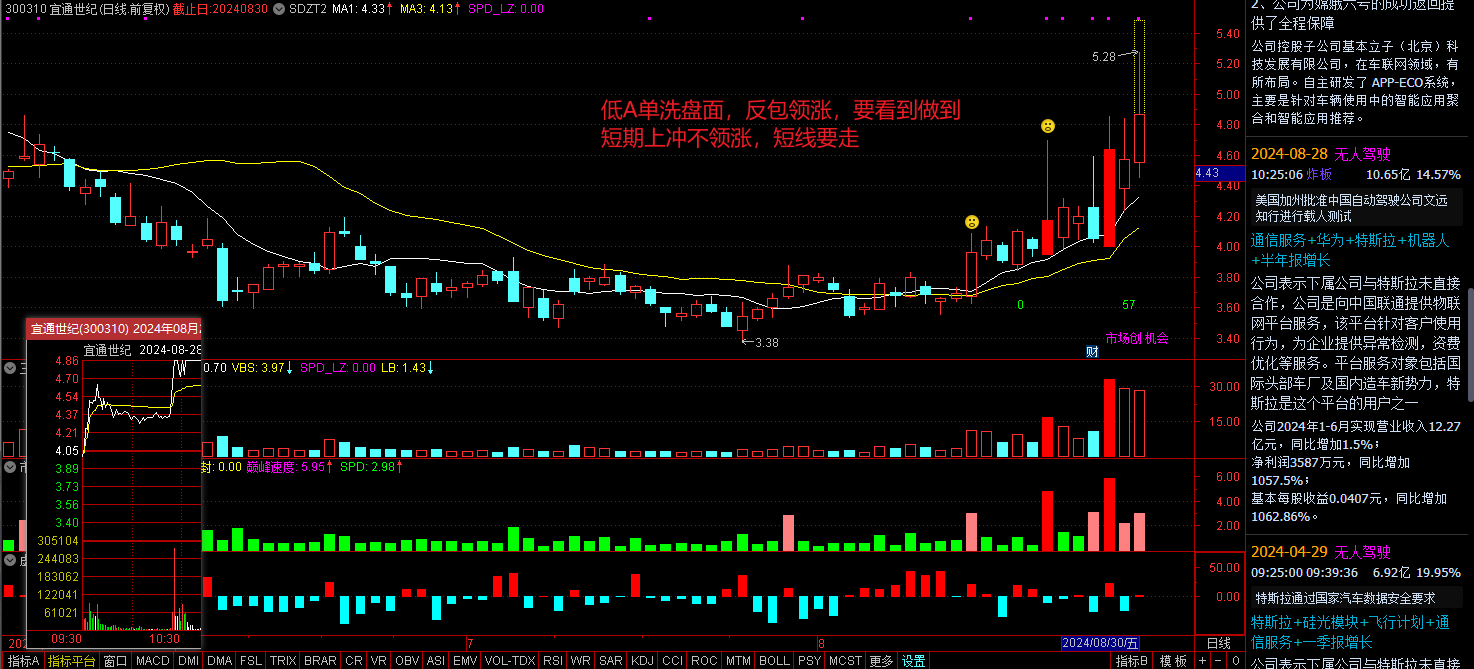 300310 宜通世纪(日线.前复权) 截止日:20240830 SDZT2 MA1: 4.33↑ MA3: 4.13↑ SPD_LZ: 0.00
低A单洗盘面，反包领涨，要看到做到
短期上冲不领涨，短线要走
5.28→
←3.38
0
57
市场创机会
财
5.40
5.20
5.00
4.80
4.60
4.43
4.40
4.20
4.00
3.80
3.60
3.40
0.70 VBS: 3.97↓ SPD_LZ: 0.00 LB: 1.43↓
30.00
15.00
封: 0.00 巅峰速度: 5.95↑ SPD: 2.98↑
6.00
4.00
2.00
50.00
0.00
宜通世纪(300310) 2024年08月2
宜通世纪 2024-08-28
4.86
4.70
4.54
4.37
4.21
4.05
3.89
3.73
3.56
3.40
305104
244083
183062
122041
61021
09:30 10:30
7
8
2024/08/30/五
日线
指标A 指标平台 窗口 MACD DMI DMA FSL TRIX BRAR CR VR OBV ASI EMV VOL-TDX RSI WR SAR KDJ CCI ROC MTM BOLL PSY MCST 更多 设置 指标B 模板 + − 0
2、公司为嫦娥六号的成功返回提
供了全程保障
公司控股子公司基本立子（北京）科
技发展有限公司，在车联网领域，有
所布局。自主研发了 APP-ECO系统，
主要是针对车辆使用中的智能应用聚
合和智能应用推荐。
2024-08-28 无人驾驶
10:25:06 炸板 10.65亿 14.57%
美国加州批准中国自动驾驶公司文远
知行进行载人测试
通信服务+华为+特斯拉+机器人
+半年报增长
公司表示下属公司与特斯拉未直接
合作，公司是向中国联通提供物联
网平台服务，该平台针对客户使用
行为，为企业提供异常检测，资费
优化等服务。平台服务对象包括国
际头部车厂及国内造车新势力，特
斯拉是这个平台的用户之一
公司2024年1-6月实现营业收入12.27
亿元，同比增加1.5%；
净利润3587万元，同比增加
1057.5%；
基本每股收益0.0407元，同比增加
1062.86%。
2024-04-29 无人驾驶
09:25:00 09:39:36 6.92亿 19.95%
特斯拉通过国家汽车数据安全要求
特斯拉+硅光模块+飞行计划+通
信服务+一季报增长
公司表示下属公司与特斯拉未直接